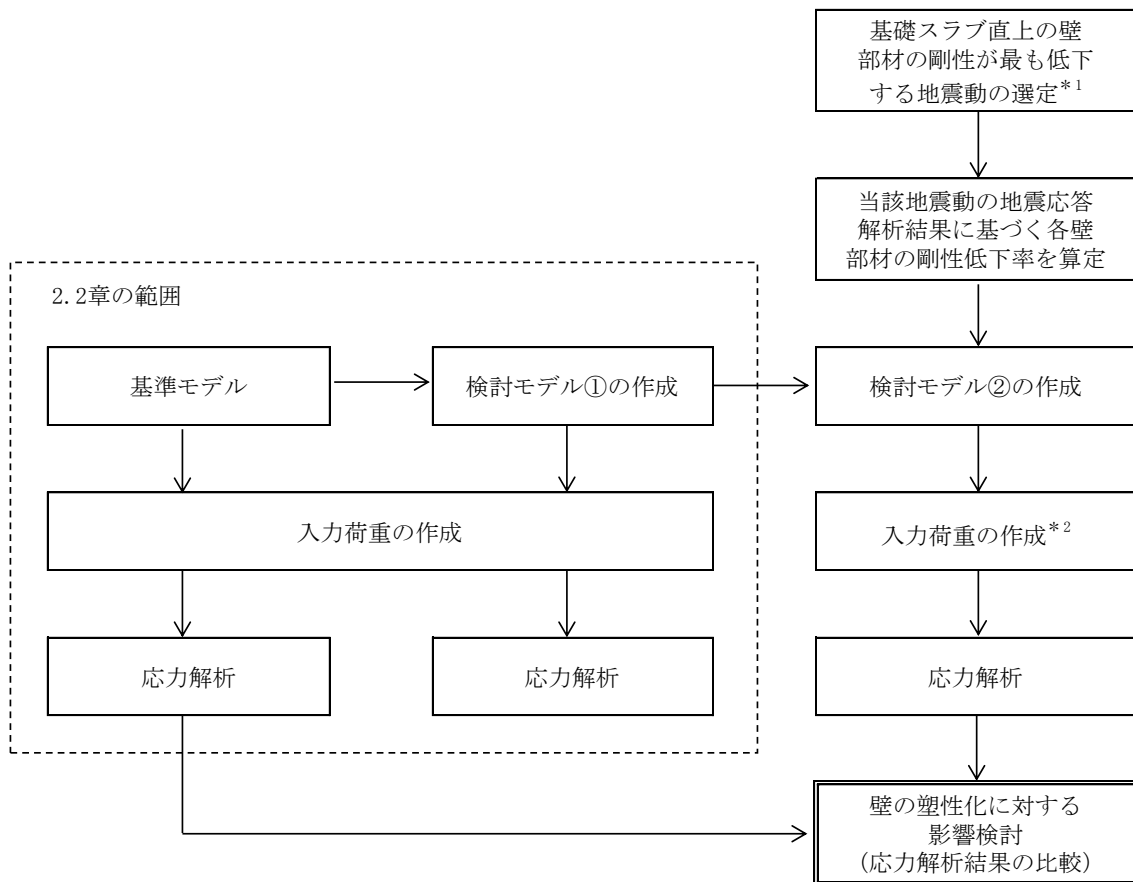 基礎スラブ直上の壁
部材の剛性が最も低下
する地震動の選定*1
当該地震動の地震応答
解析結果に基づく各壁
部材の剛性低下率を算定
2.2章の範囲
基準モデル
検討モデル①の作成
検討モデル②の作成
入力荷重の作成
入力荷重の作成*2
応力解析
応力解析
応力解析
壁の塑性化に対する
影響検討
(応力解析結果の比較)